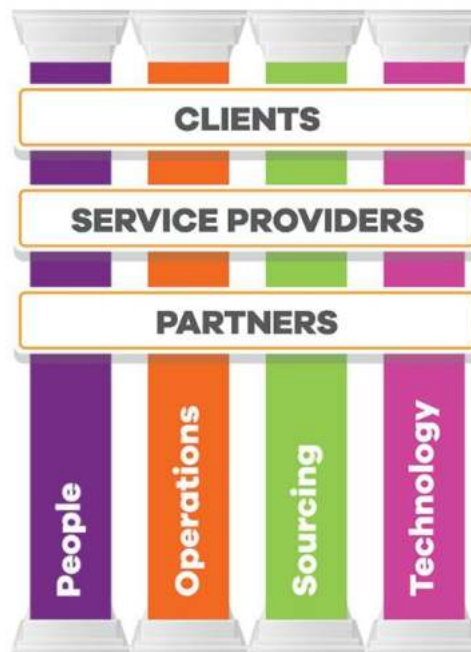 CLIENTS
SERVICE PROVIDERS
PARTNERS
People
Operations
Sourcing
Technology